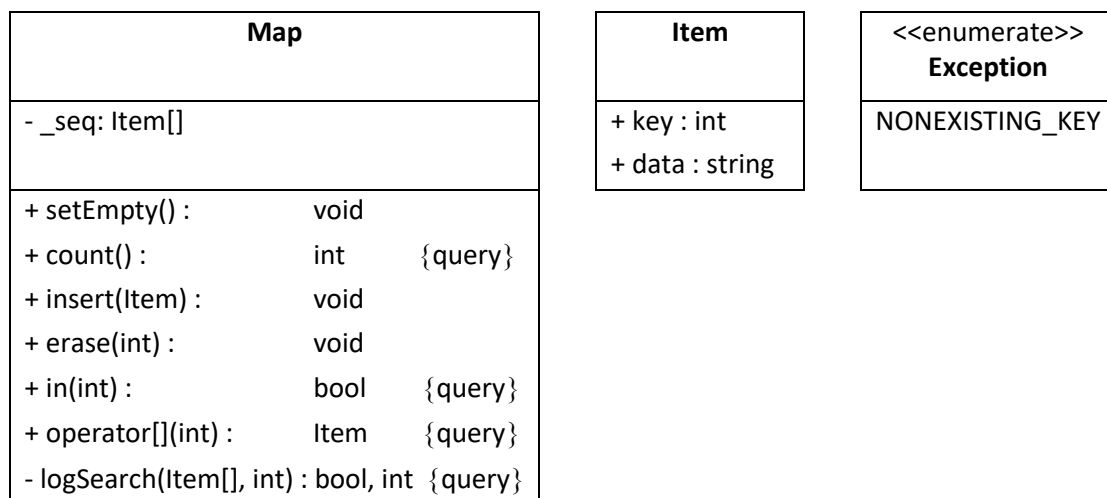 Map
- _seq: Item[]
+ setEmpty() : void
+ count() : int {query}
+ insert(Item) : void
+ erase(int) : void
+ in(int) : bool {query}
+ operator[](int) : Item {query}
- logSearch(Item[], int) : bool, int {query}
Item
+ key : int
+ data : string
<<enumerate>>
Exception
NONEXISTING_KEY